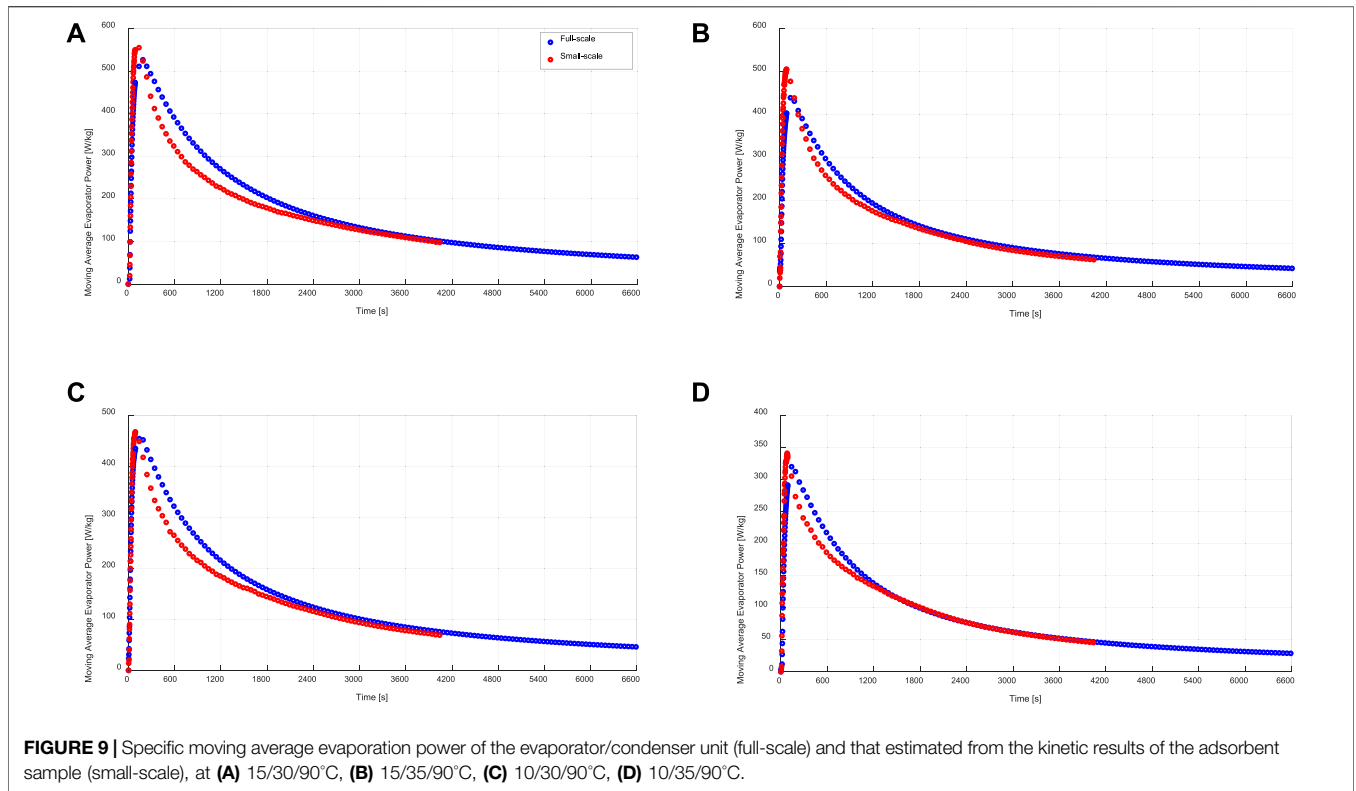 A
Moving Average Evaporator Power [W/kg]
600
500
400
300
200
100
0
0 600 1200 1800 2400 3000 3600 4200 4800 5400 6000 6600
Time [s]
Full-scale
Small-scale
B
Moving Average Evaporator Power [W/kg]
600
500
400
300
200
100
0
0 600 1200 1800 2400 3000 3600 4200 4800 5400 6000 6600
Time [s]
C
Moving Average Evaporator Power [W/kg]
500
400
300
200
100
0
0 600 1200 1800 2400 3000 3600 4200 4800 5400 6000 6600
Time [s]
D
Moving Average Evaporator Power [W/kg]
400
350
300
250
200
150
100
50
0
0 600 1200 1800 2400 3000 3600 4200 4800 5400 6000 6600
Time [s]
FIGURE 9 | Specific moving average evaporation power of the evaporator/condenser unit (full-scale) and that estimated from the kinetic results of the adsorbent
sample (small-scale), at (A) 15/30/90°C, (B) 15/35/90°C, (C) 10/30/90°C, (D) 10/35/90°C.